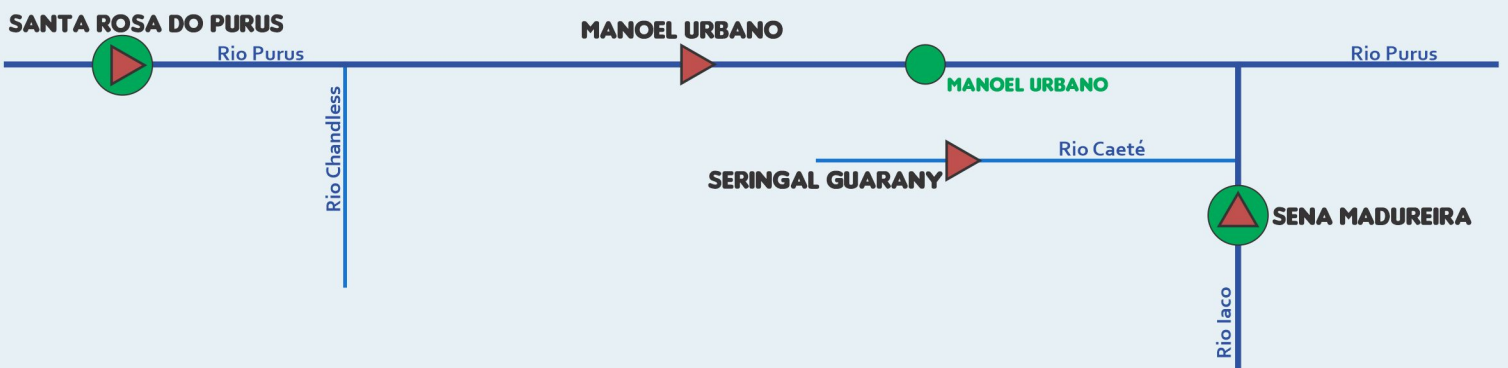 SANTA ROSA DO PURUS
MANOEL URBANO
Rio Purus
Rio Purus
MANOEL URBANO
Rio Chandless
Rio Caeté
SERINGAL GUARANY
SENA MADUREIRA
Rio Iaco